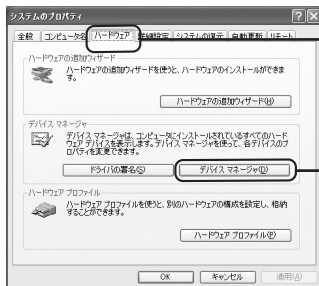 システムのプロパティ
全般 コンピュータ名 ハードウェア 詳細設定 システムの復元 自動更新 リモート
ハードウェアの追加ウィザード
ハードウェアの追加ウィザードを使うと、ハードウェアのインストールができま
す。
ハードウェアの追加ウィザード(H)
デバイス マネージャ
デバイス マネージャは、コンピュータにインストールされているすべてのハード
ウェア デバイスを表示します。デバイス マネージャを使って、各デバイスのプ
ロパティを変更できます。
ドライバの署名(S) デバイス マネージャ(D)
ハードウェア プロファイル
ハードウェア プロファイルを使うと、別のハードウェアの構成を設定し、格納
することができます。
ハードウェア プロファイル(P)
OK キャンセル 適用(A)